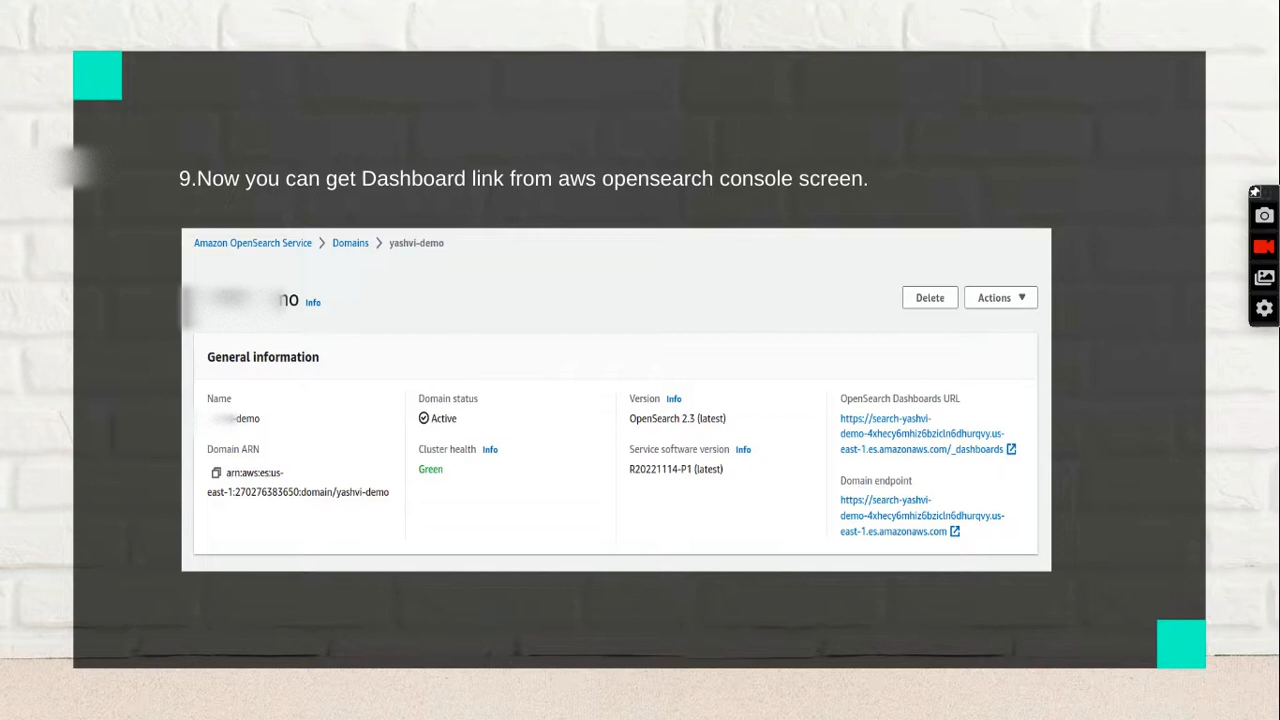 9.Now you can get Dashboard link from aws opensearch console screen.
Amazon OpenSearch Service > Domains > yashvi-demo
Info
Delete
Actions ▼
General information
Name
-demo
Domain ARN
arn:aws:es:us-
east-1:270276383650:domain/yashvi-demo
Domain status
Active
Cluster health Info
Green
Version Info
OpenSearch 2.3 (latest)
Service software version Info
R20221114-P1 (latest)
OpenSearch Dashboards URL
https://search-yashvi-
demo-4xhecy6mhiz6bzicln6dhurqvy.us-
east-1.es.amazonaws.com/_dashboards
Domain endpoint
https://search-yashvi-
demo-4xhecy6mhiz6bzicln6dhurqvy.us-
east-1.es.amazonaws.com